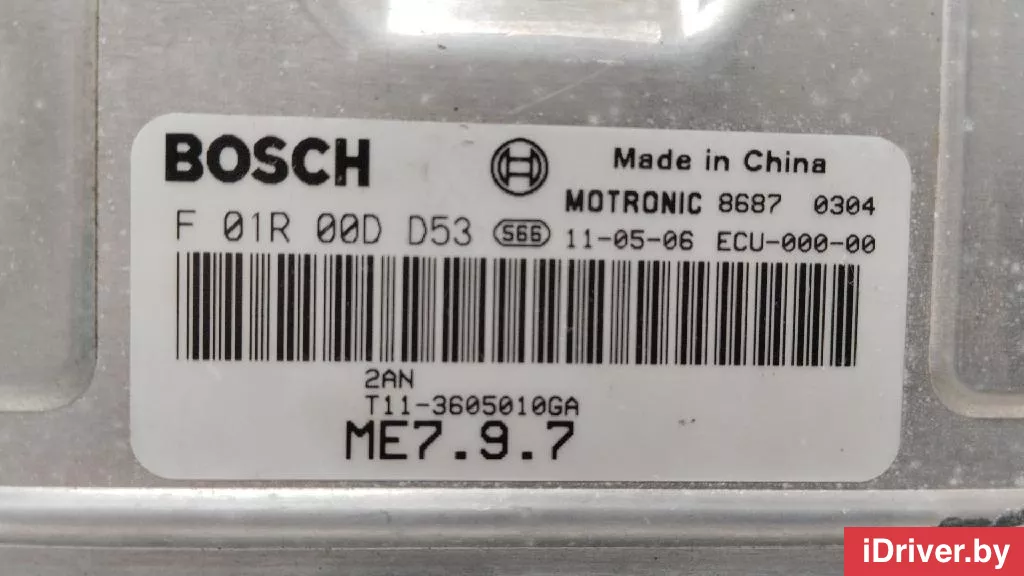 BOSCH
Made in China
MOTRONIC 8687 0304
F 01R 00D D53 S66 11-05-06 ECU-000-00
2AN
T11-3605010GA
ME7.9.7
iDriver.by